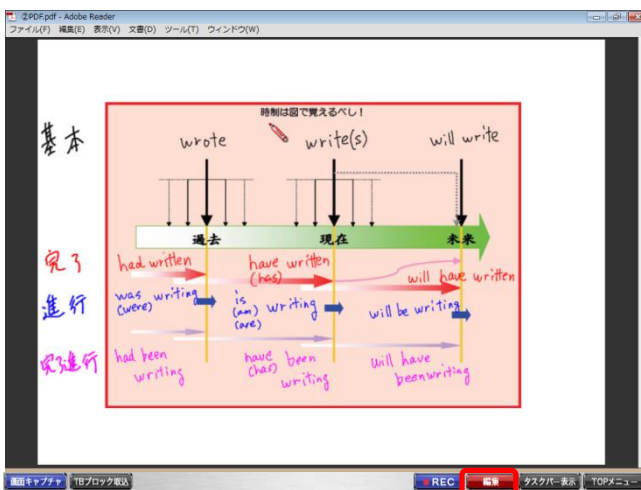 ②PDF.pdf - Adobe Reader
ファイル(F) 編集(E) 表示(V) 文書(D) ツール(T) ウィンドウ(W)
時制は図で覚えるべし！
基本 wrote write(s) will write
過去 現在 未来
完了 had written have written (has) will have written
進行 was writing (were) is (am) (are) writing will be writing
完了進行 had been writing have (has) been writing will have been writing
画面キャプチャ TBブロック取込 REC 編集 タスクバー表示 TOPメニュー